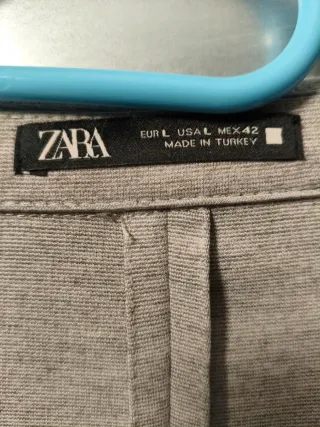 ZARA
EUR L USA L MEX 42
MADE IN TURKEY